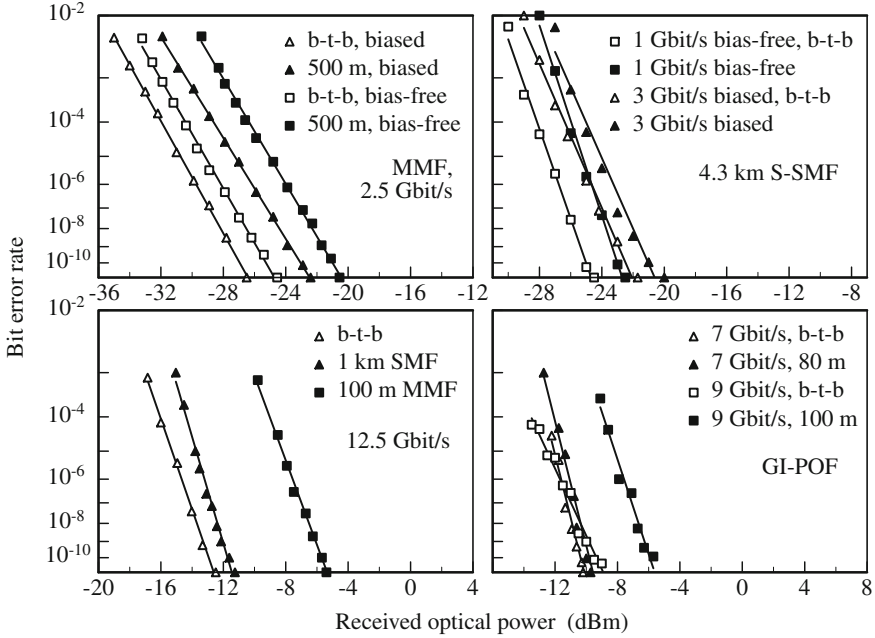 10^-2
b-t-b, biased
500 m, biased
b-t-b, bias-free
500 m, bias-free
10^-4
MMF,
2.5 Gbit/s
10^-6
10^-8
10^-10
-36 -32 -28 -24 -20 -16 -12
1 Gbit/s bias-free, b-t-b
1 Gbit/s bias-free
3 Gbit/s biased, b-t-b
3 Gbit/s biased
4.3 km S-SMF
-28 -24 -20 -16 -12 -8
Bit error rate
10^-2
b-t-b
1 km SMF
100 m MMF
10^-4
12.5 Gbit/s
10^-6
10^-8
10^-10
-20 -16 -12 -8 -4 0 4
7 Gbit/s, b-t-b
7 Gbit/s, 80 m
9 Gbit/s, b-t-b
9 Gbit/s, 100 m
GI-POF
-12 -8 -4 0 4 8
Received optical power (dBm)